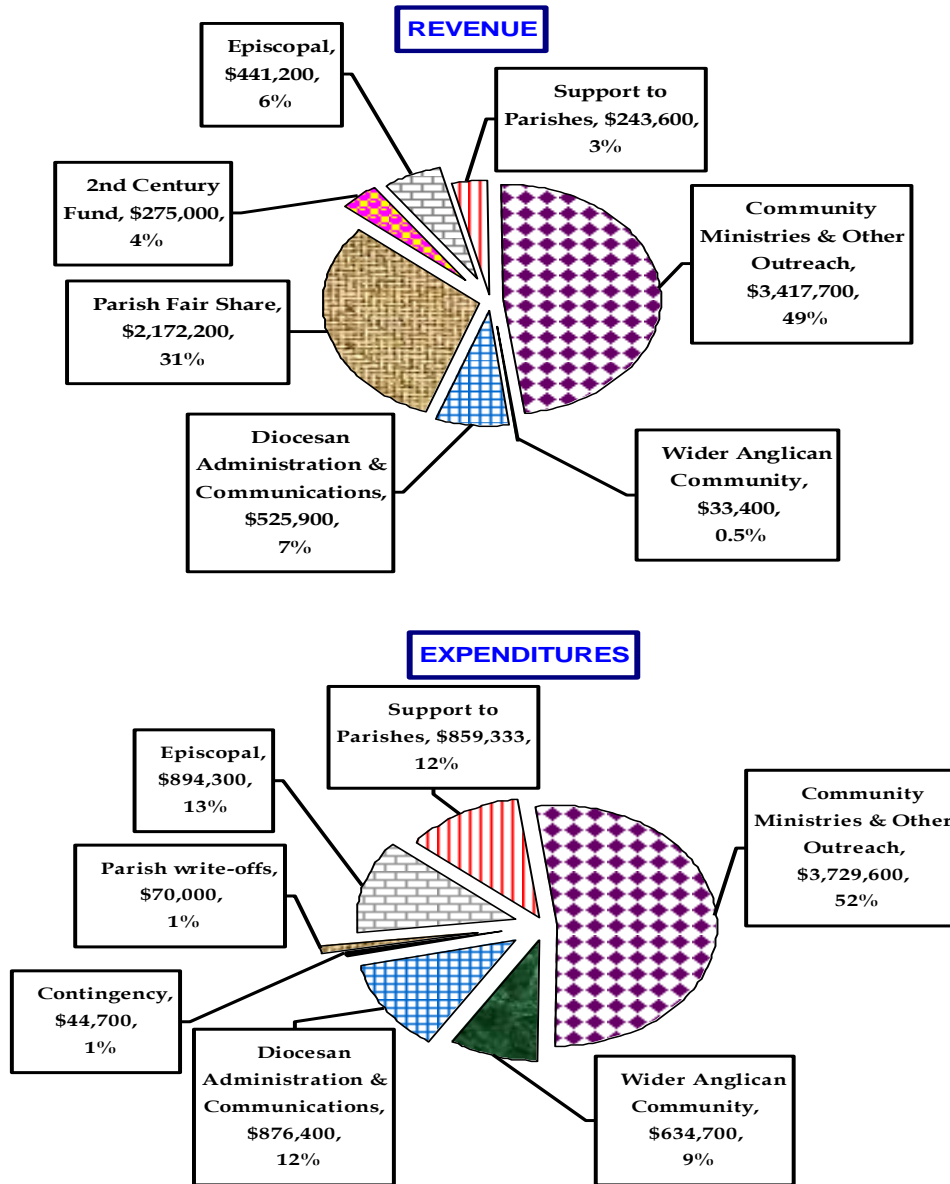 REVENUE
Episcopal,
$441,200,
6%
Support to
Parishes, $243,600,
3%
2nd Century
Fund, $275,000,
4%
Community
Ministries & Other
Outreach,
$3,417,700,
49%
Parish Fair Share,
$2,172,200,
31%
Diocesan
Administration &
Communications,
$525,900,
7%
Wider Anglican
Community,
$33,400,
0.5%
EXPENDITURES
Support to
Parishes, $859,333,
12%
Episcopal,
$894,300,
13%
Community
Ministries & Other
Outreach,
$3,729,600,
52%
Parish write-offs,
$70,000,
1%
Contingency,
$44,700,
1%
Diocesan
Administration &
Communications,
$876,400,
12%
Wider Anglican
Community,
$634,700,
9%